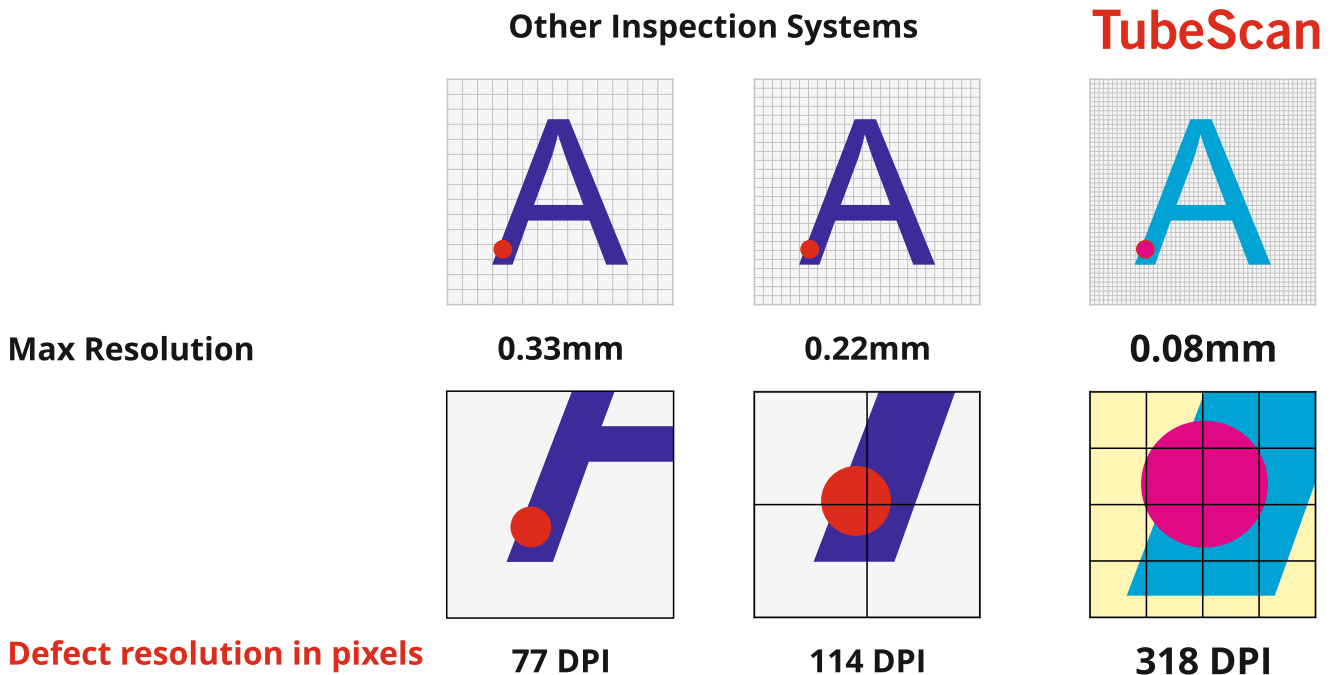 Other Inspection Systems
TubeScan
A A A
Max Resolution 0.33mm 0.22mm 0.08mm
Defect resolution in pixels 77 DPI 114 DPI 318 DPI